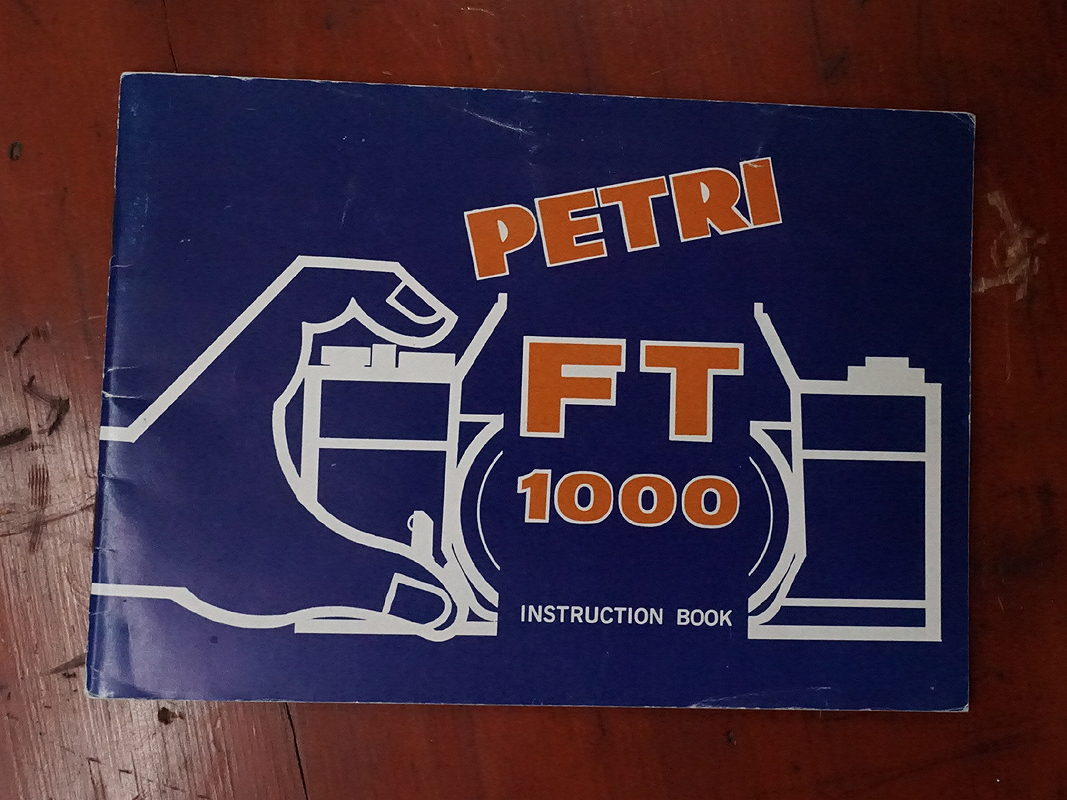 PETRI
FT
1000
INSTRUCTION BOOK